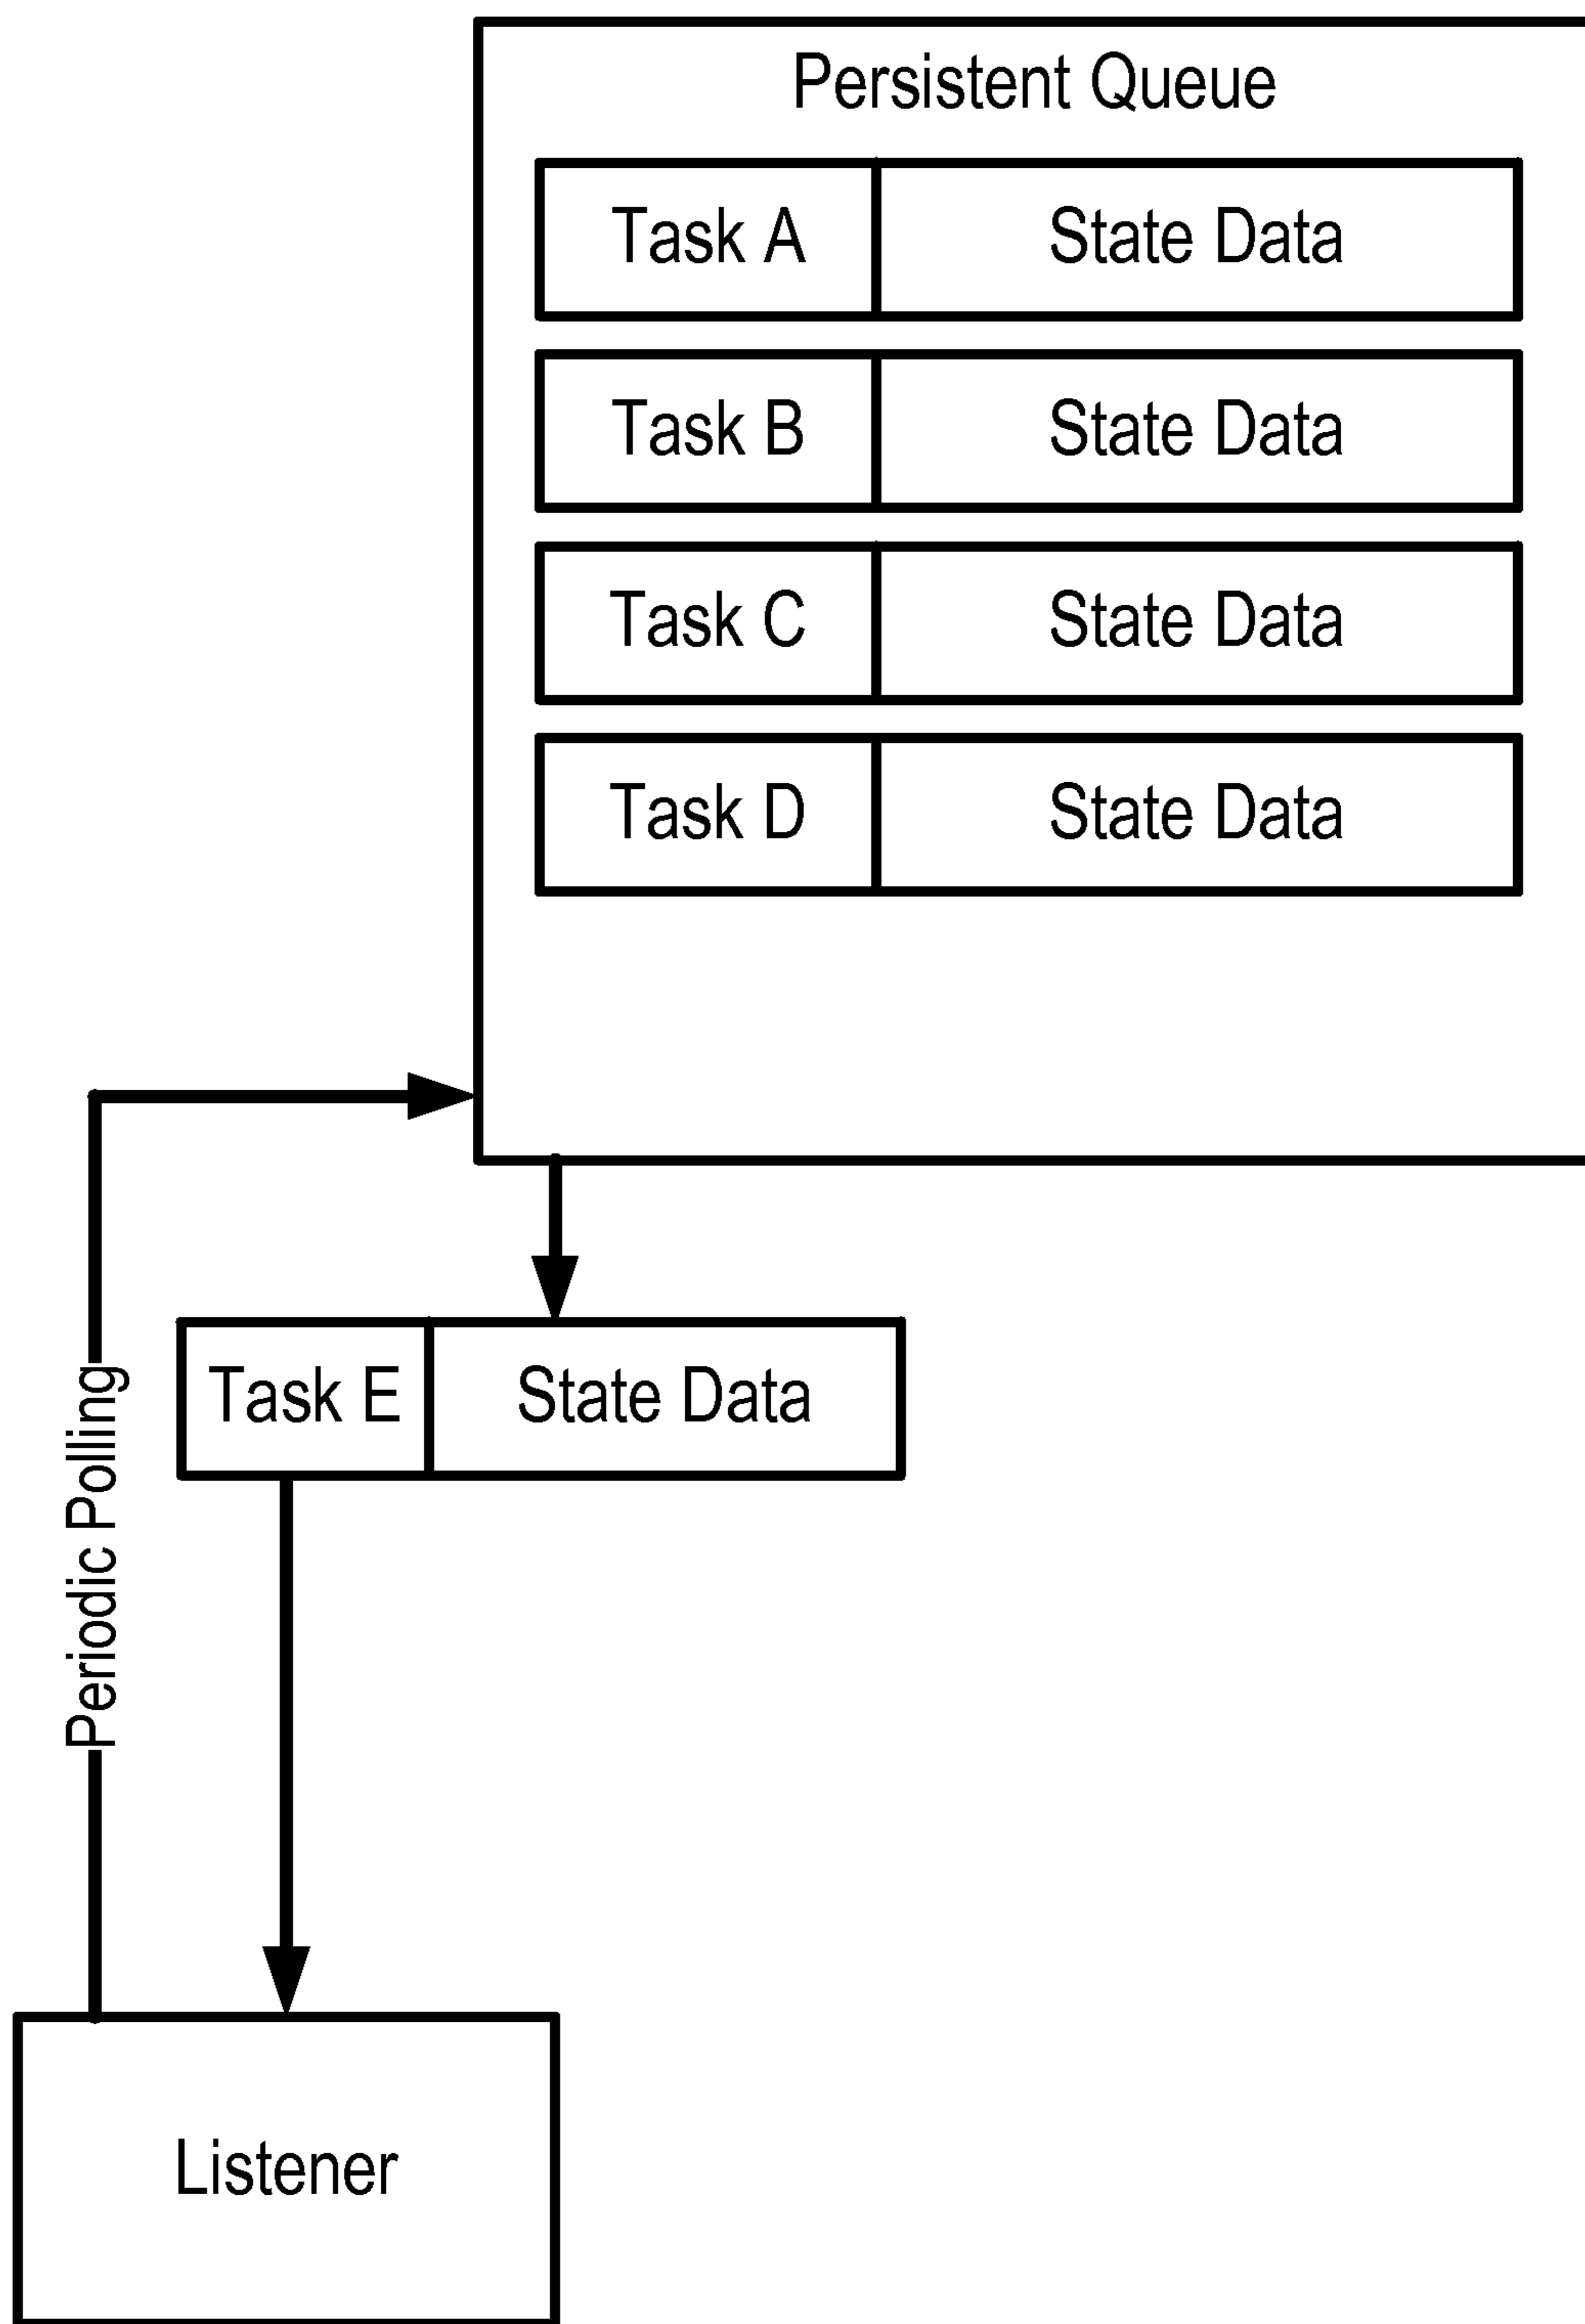 Persistent Queue
Task A State Data
Task B State Data
Task C State Data
Task D State Data
Task E State Data
Periodic Polling
Listener